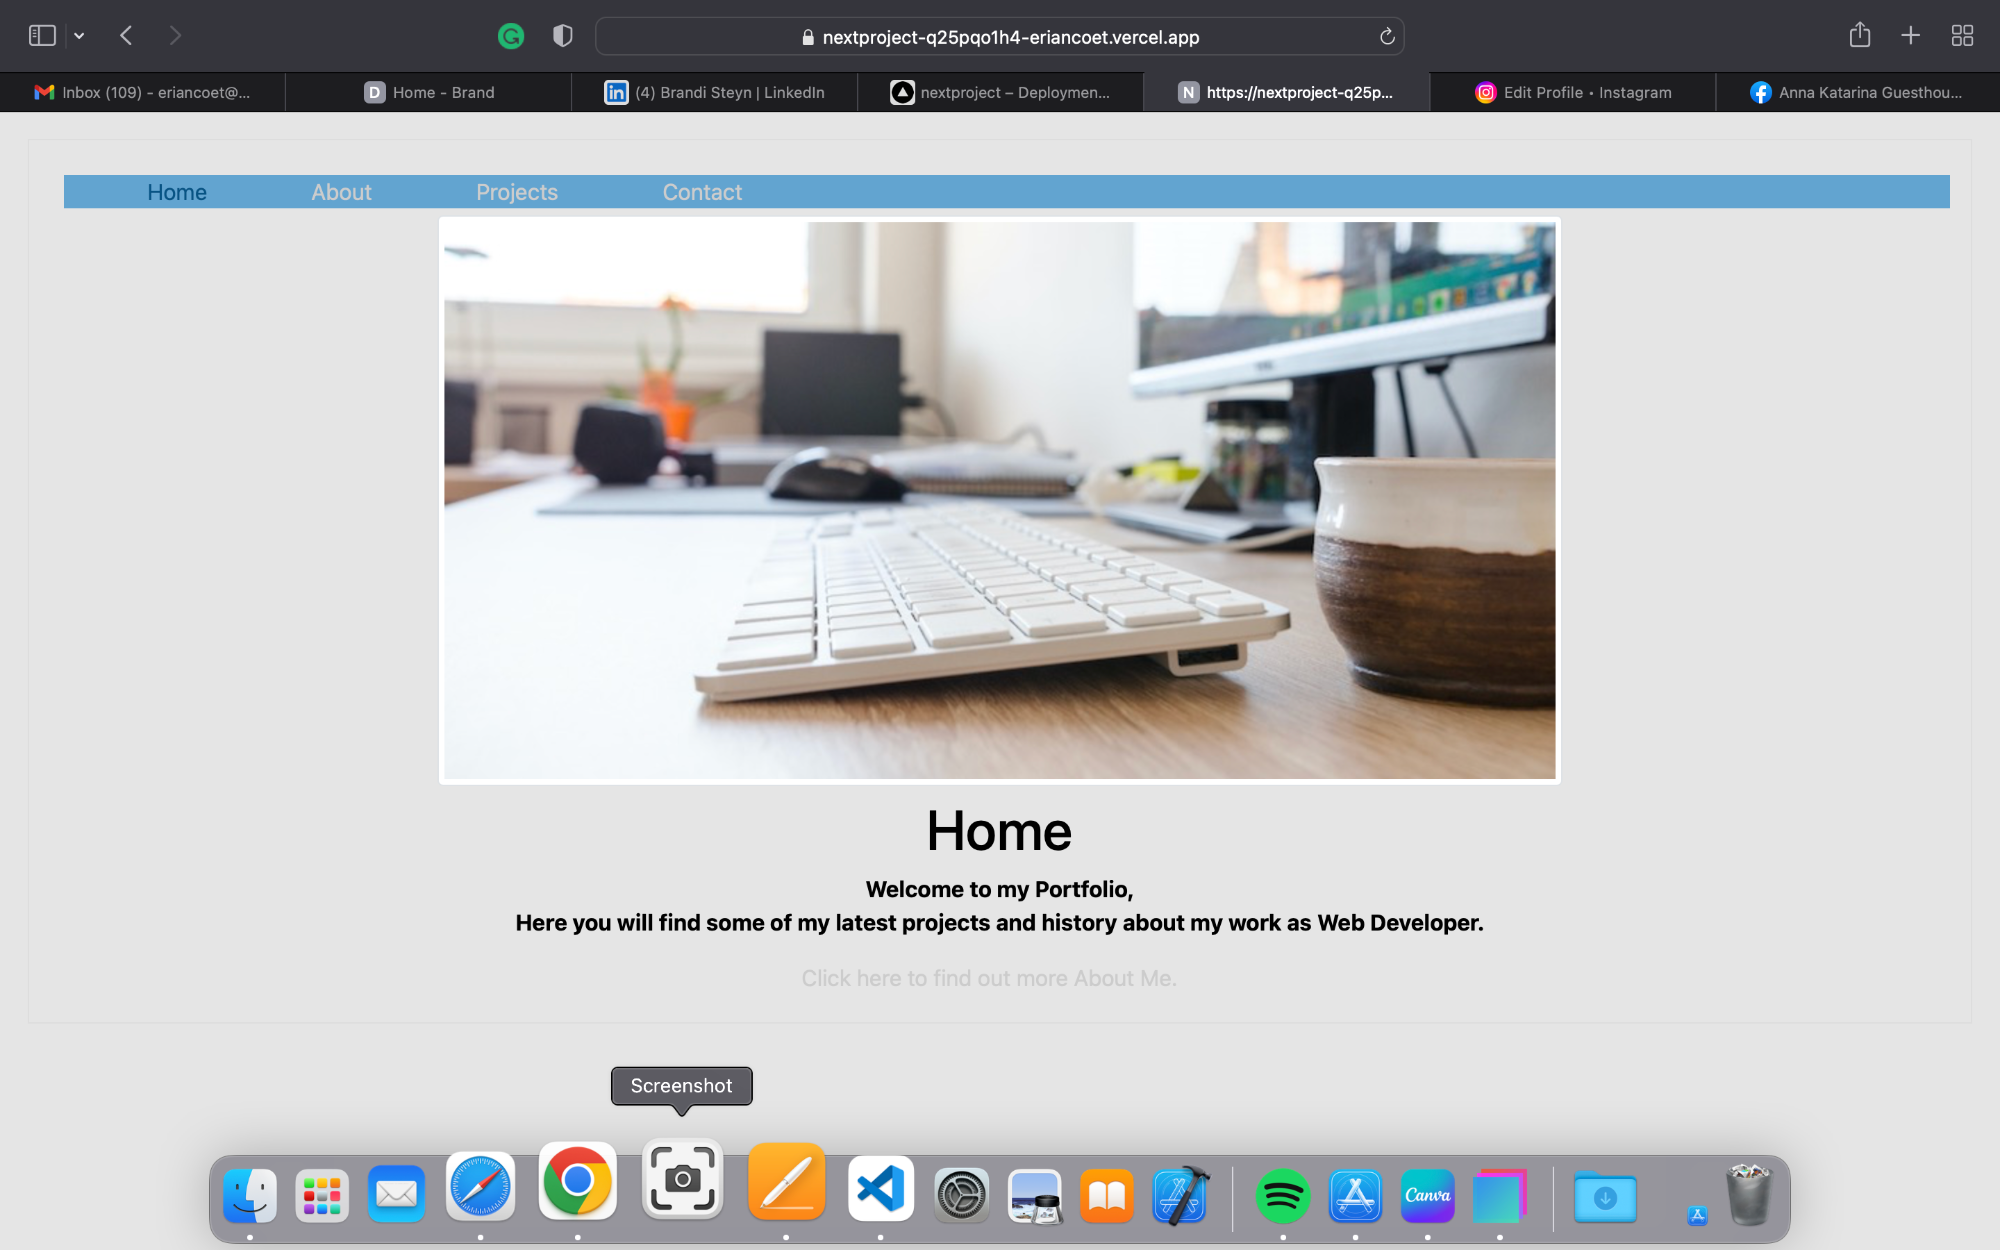 nextproject-q25pqo1h4-eriancoet.vercel.app
Inbox (109) - eriancoet@...
D Home - Brand
in (4) Brandi Steyn | LinkedIn
nextproject – Deploymen...
N https://nextproject-q25p...
Edit Profile • Instagram
Anna Katarina Guesthou...
Home About Projects Contact
Home
Welcome to my Portfolio,
Here you will find some of my latest projects and history about my work as Web Developer.
Click here to find out more About Me.
Screenshot
Canva